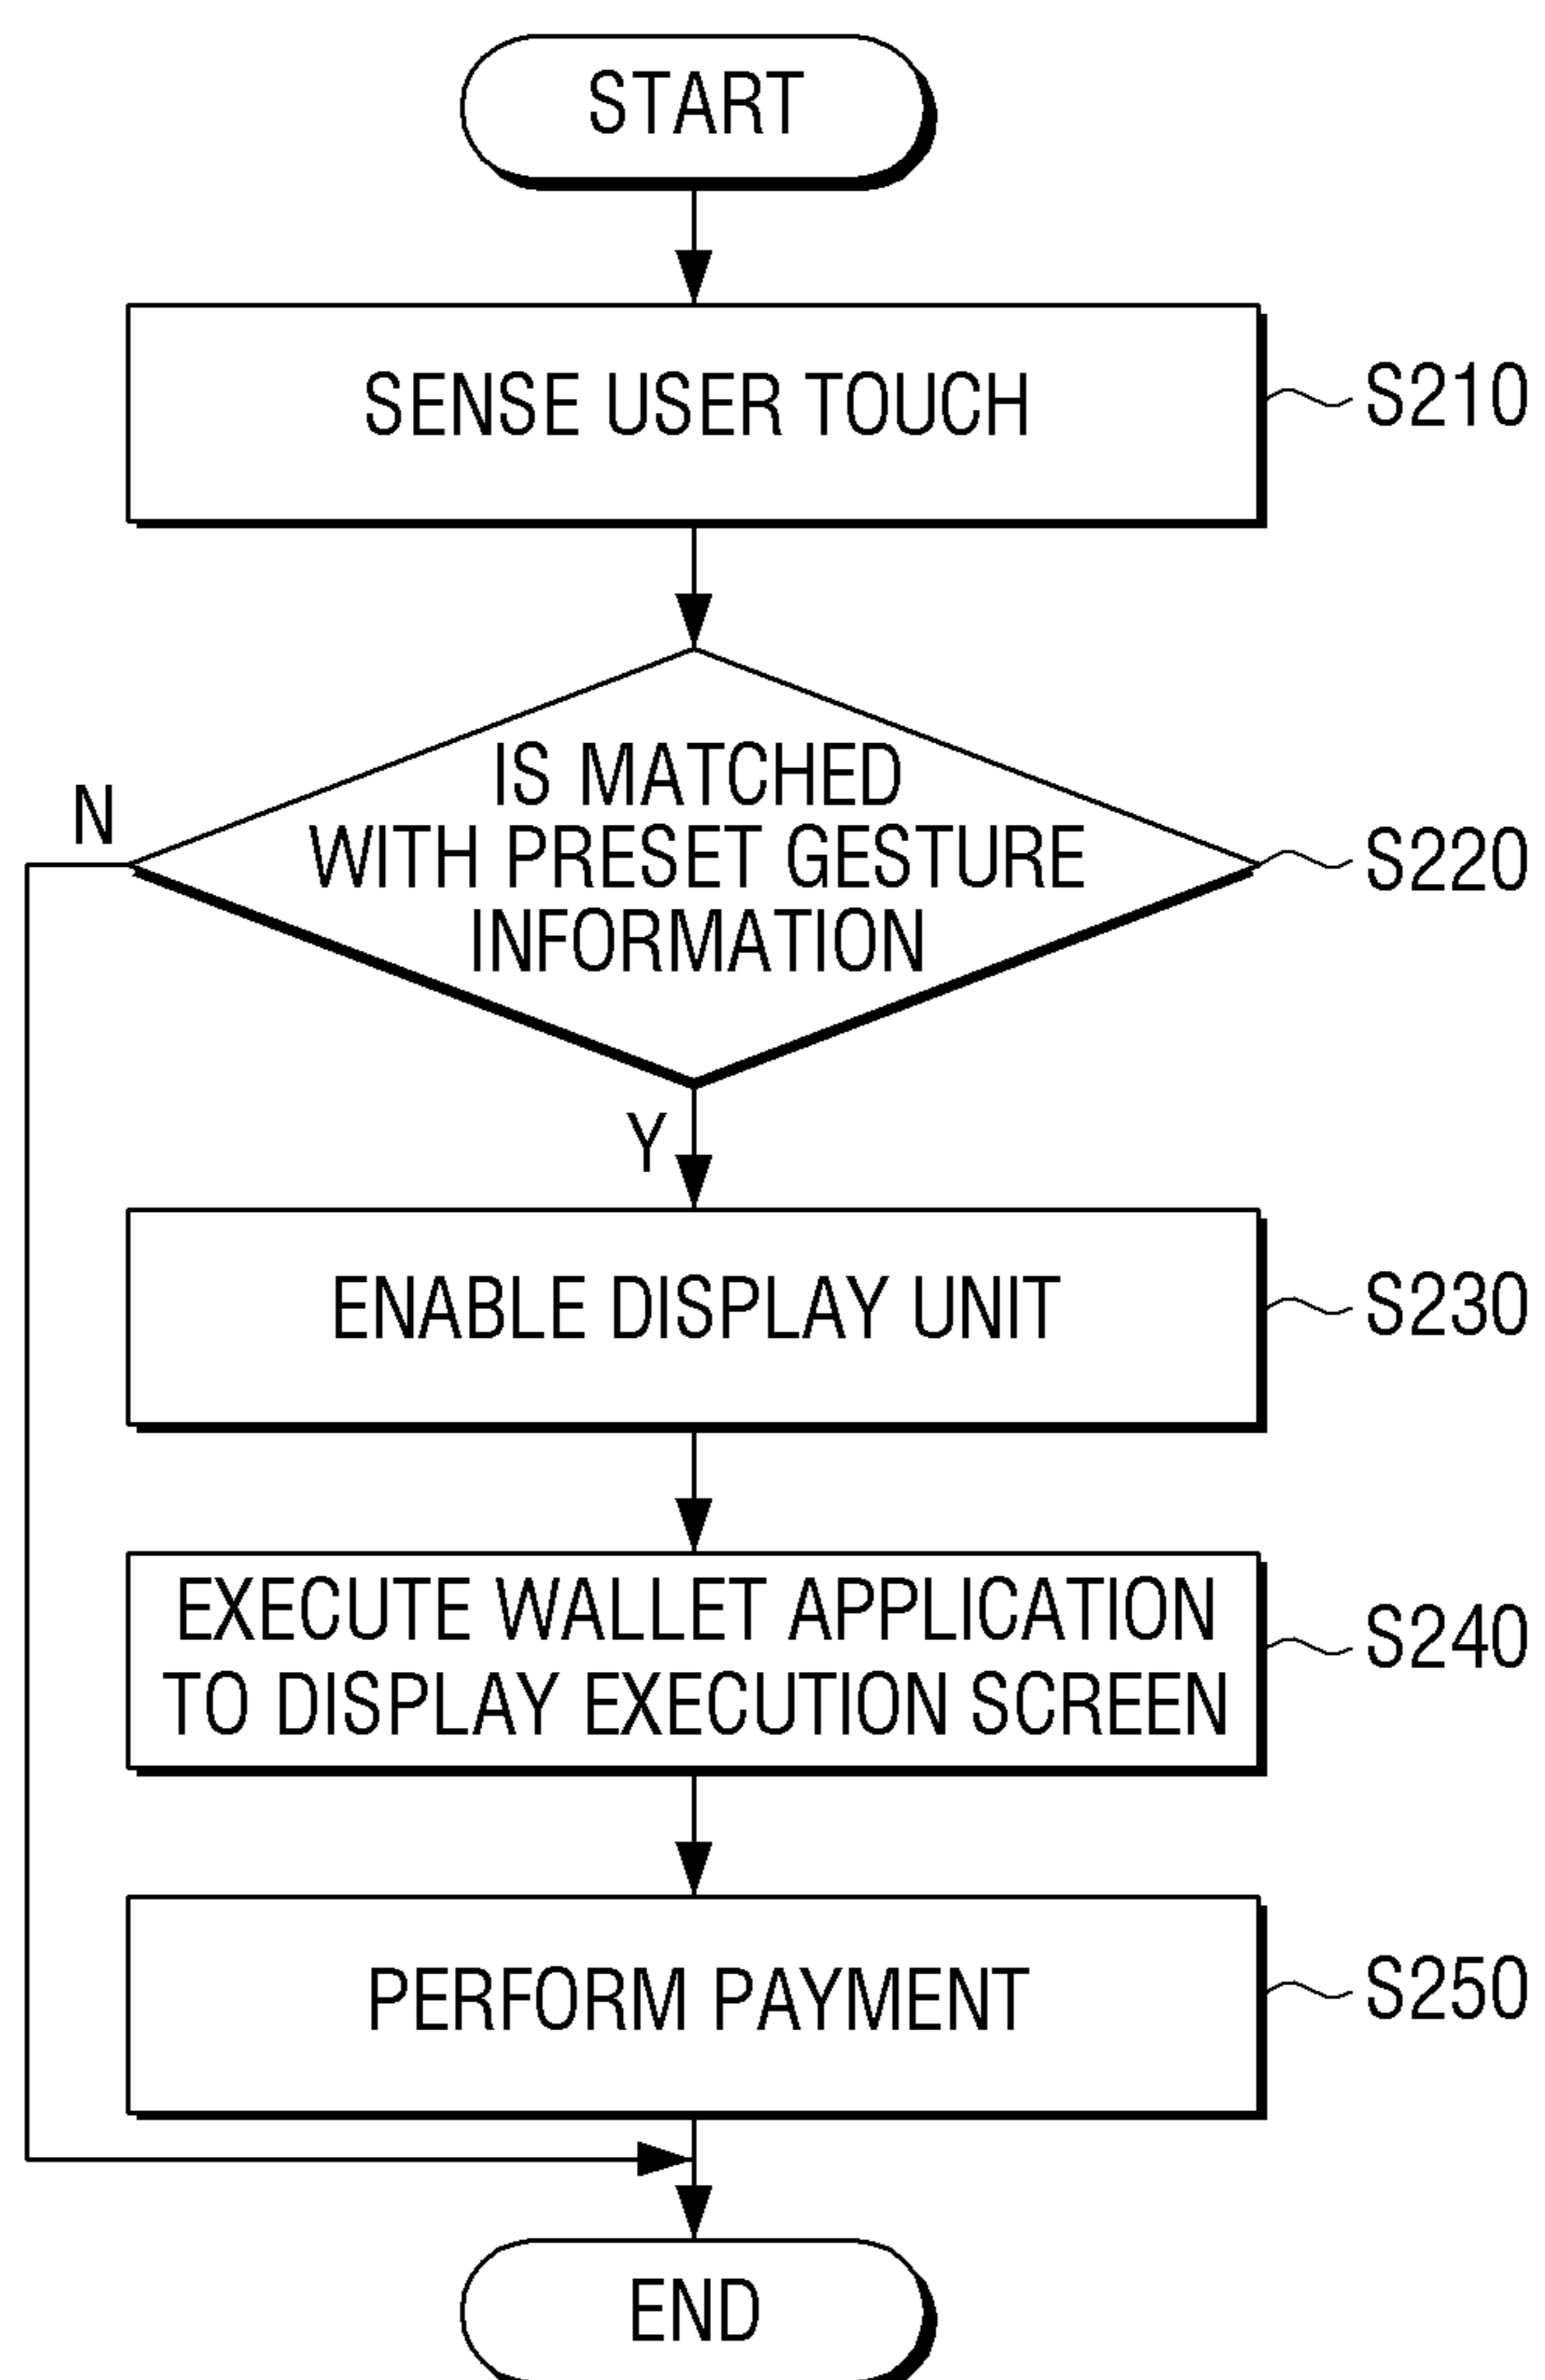 START
SENSE USER TOUCH
S210
IS MATCHED
WITH PRESET GESTURE
INFORMATION
S220
N
Y
ENABLE DISPLAY UNIT
S230
EXECUTE WALLET APPLICATION
TO DISPLAY EXECUTION SCREEN
S240
PERFORM PAYMENT
S250
END